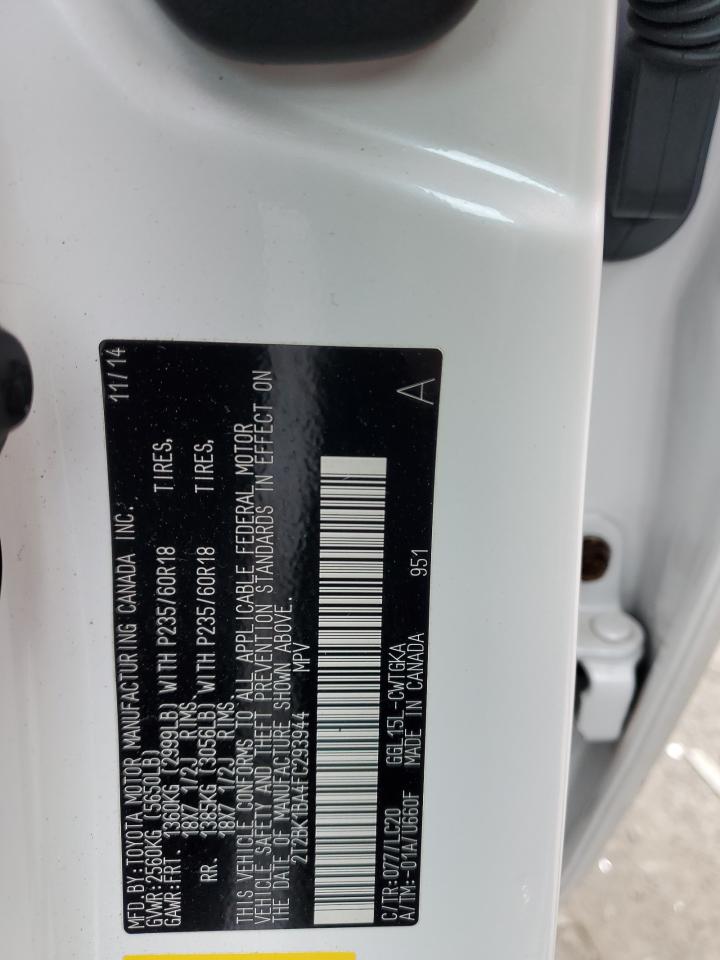 MFD. BY: TOYOTA MOTOR MANUFACTURING CANADA INC. 11/14
GVWR: 2560KG (5650LB)
GAWR: FRT. 1360KG (2999LB) WITH P235/60R18 TIRES,
18X7 1/2J RIMS.
RR. 1385KG (3056LB) WITH P235/60R18 TIRES,
18X7 1/2J RIMS.
THIS VEHICLE CONFORMS TO ALL APPLICABLE FEDERAL MOTOR
VEHICLE SAFETY AND THEFT PREVENTION STANDARDS IN EFFECT ON
THE DATE OF MANUFACTURE SHOWN ABOVE.
2T2BK1BA4FC293944 MPV
C/TR: 077/LC20 GGL15L-CWTGKA A
A/TM: -01A/U660F MADE IN CANADA 951